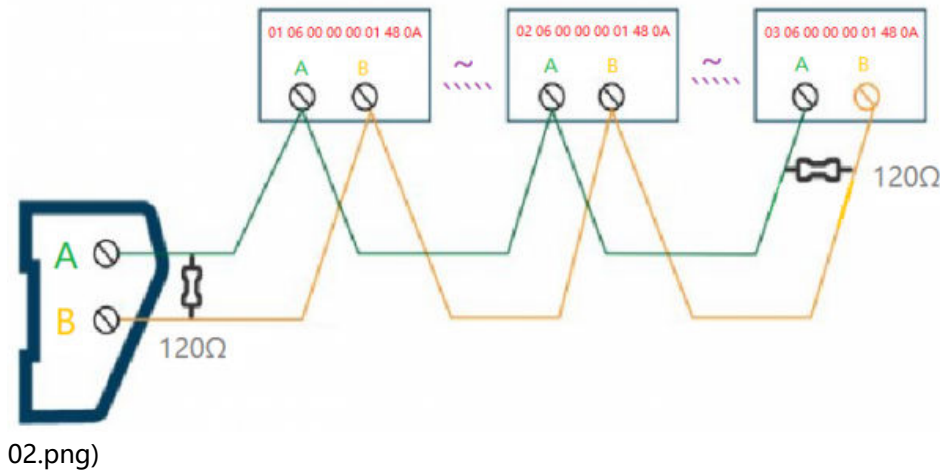 01 06 00 00 00 01 48 0A 02 06 00 00 00 01 48 0A 03 06 00 00 00 01 48 0A
A B ~ A B ~ A B
120Ω
A
B
120Ω
02.png)